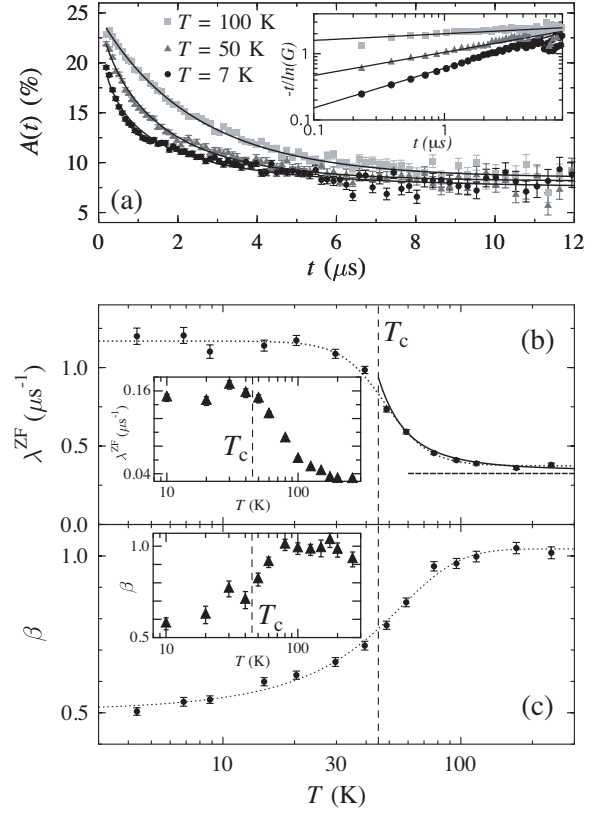 25
20
15
10
5
A(t) (%)
T = 100 K
T = 50 K
T = 7 K
(a)
-t/ln(G)
1
0.1
0.1
1
t (μs)
0
2
4
6
8
10
12
t (μs)
(b)
T_c
1.0
0.5
0.0
λ^ZF (μs^-1)
0.16
0.04
λ^ZF (μs^-1)
T_c
10
100
T (K)
(c)
1.0
0.5
β
1.0
0.5
β
T_c
10
100
T (K)
10
30
100
T (K)